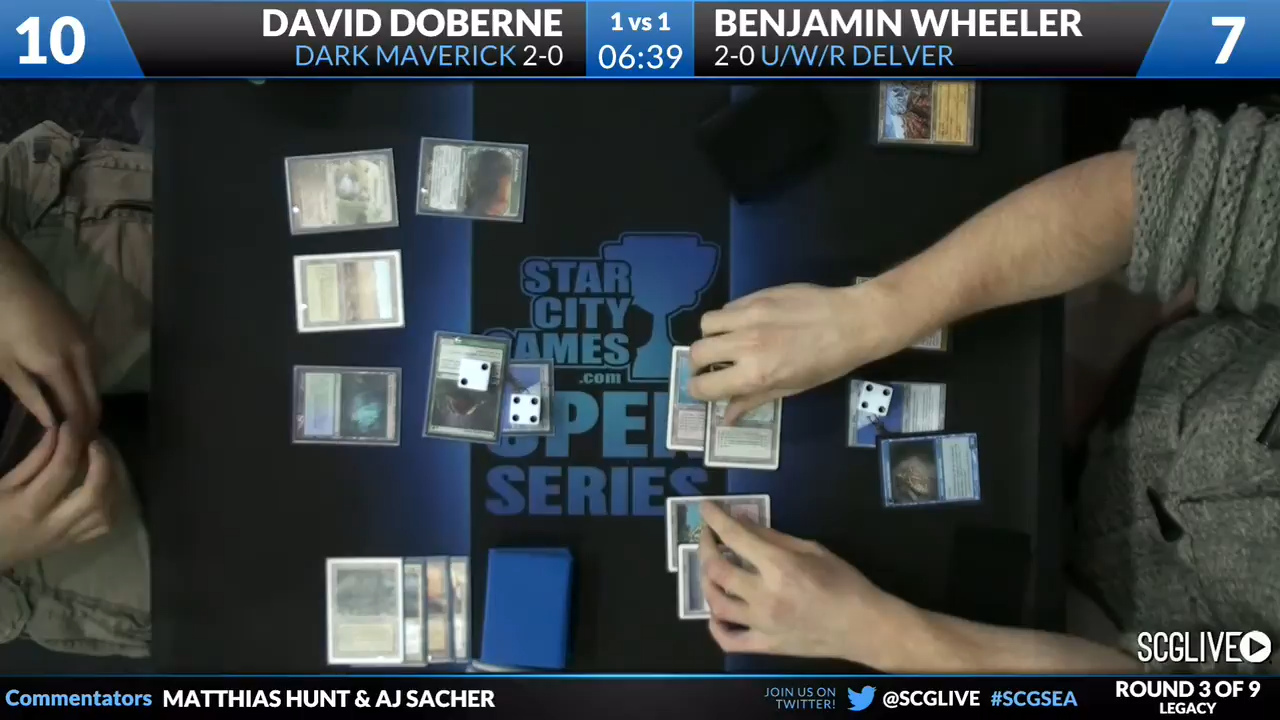 10
DAVID DOBERNE
DARK MAVERICK 2-0
1 vs 1
06:39
BENJAMIN WHEELER
2-0 U/W/R DELVER
7
STAR
CITY
GAMES
.com
OPEN
SERIES
SCGLIVE
Commentators MATTHIAS HUNT & AJ SACHER
JOIN US ON
TWITTER!
@SCGLIVE #SCGSEA
ROUND 3 OF 9
LEGACY